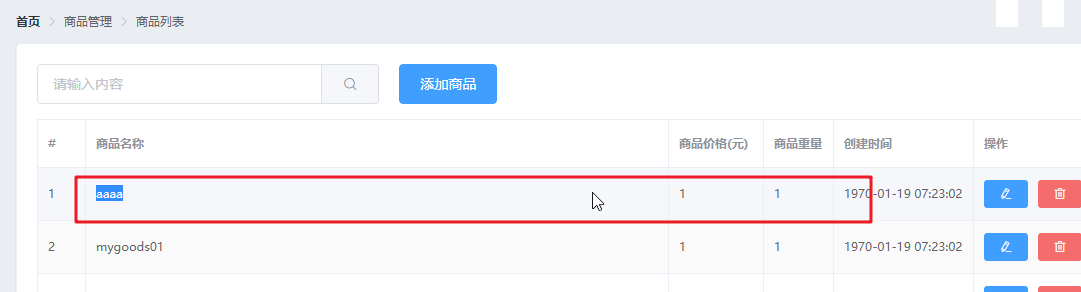 首页 > 商品管理 > 商品列表
请输入内容 添加商品
# 商品名称 商品价格(元) 商品重量 创建时间 操作
1 aaaa 1 1 1970-01-19 07:23:02
2 mygoods01 1 1 1970-01-19 07:23:02